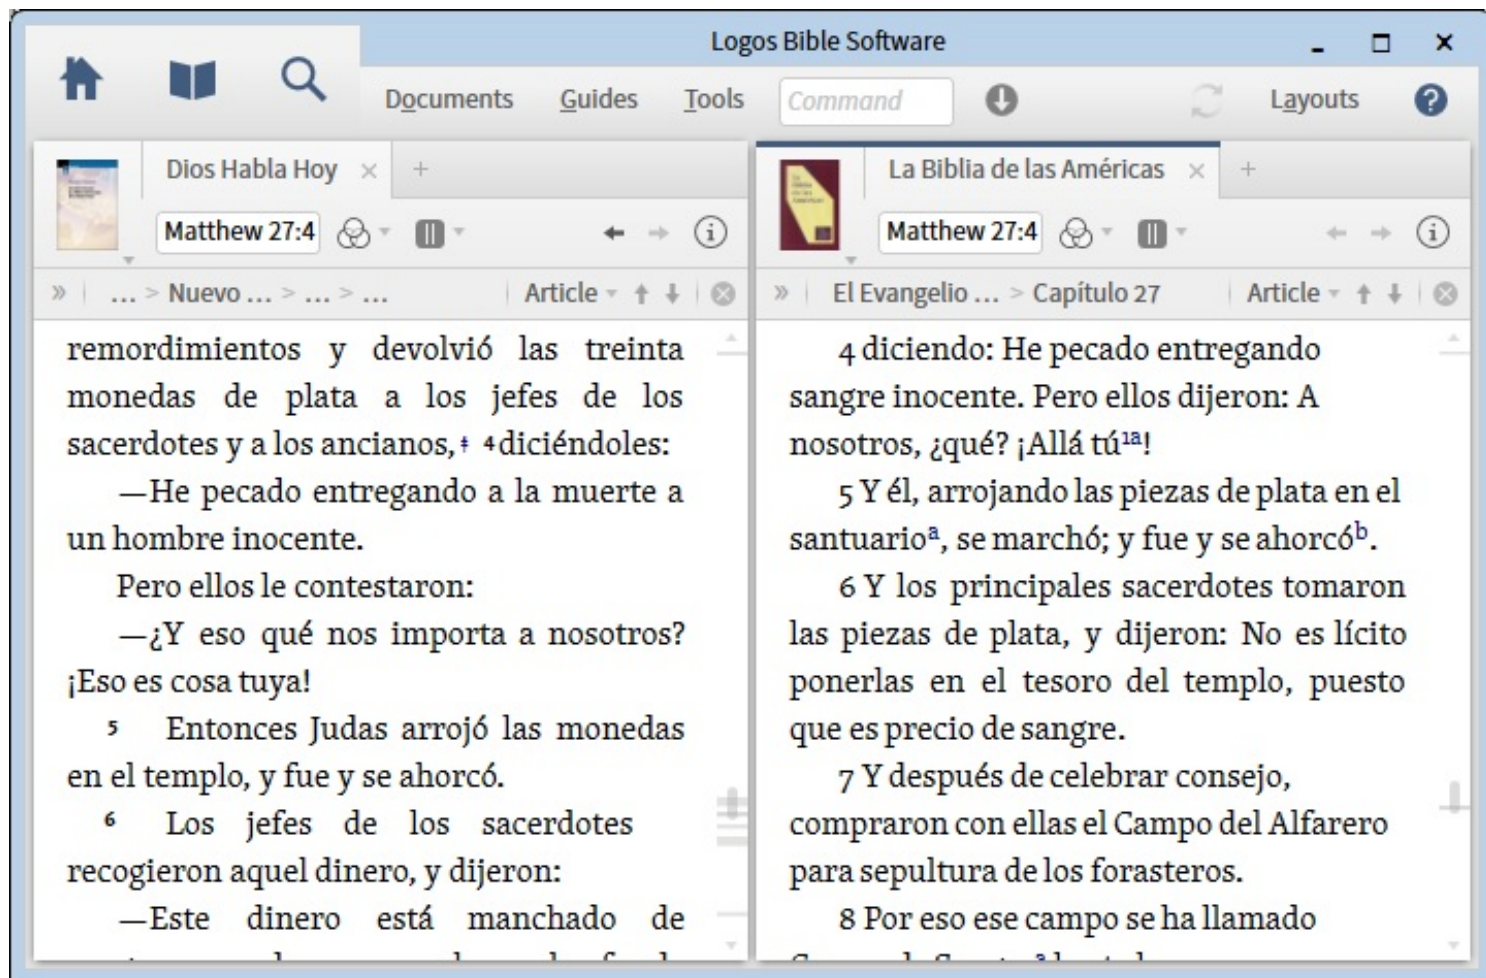 Logos Bible Software
Documents Guides Tools Command Layouts
Dios Habla Hoy
Matthew 27:4
» ... > Nuevo ... > ... > ... Article
remordimientos y devolvió las treinta
monedas de plata a los jefes de los
sacerdotes y a los ancianos,‡ 4 diciéndoles:
—He pecado entregando a la muerte a
un hombre inocente.
Pero ellos le contestaron:
—¿Y eso qué nos importa a nosotros?
¡Eso es cosa tuya!
5 Entonces Judas arrojó las monedas
en el templo, y fue y se ahorcó.
6 Los jefes de los sacerdotes
recogieron aquel dinero, y dijeron:
—Este dinero está manchado de
La Biblia de las Américas
Matthew 27:4
» El Evangelio ... > Capítulo 27 Article
4 diciendo: He pecado entregando
sangre inocente. Pero ellos dijeron: A
nosotros, ¿qué? ¡Allá tú1a!
5 Y él, arrojando las piezas de plata en el
santuarioa, se marchó; y fue y se ahorcób.
6 Y los principales sacerdotes tomaron
las piezas de plata, y dijeron: No es lícito
ponerlas en el tesoro del templo, puesto
que es precio de sangre.
7 Y después de celebrar consejo,
compraron con ellas el Campo del Alfarero
para sepultura de los forasteros.
8 Por eso ese campo se ha llamado